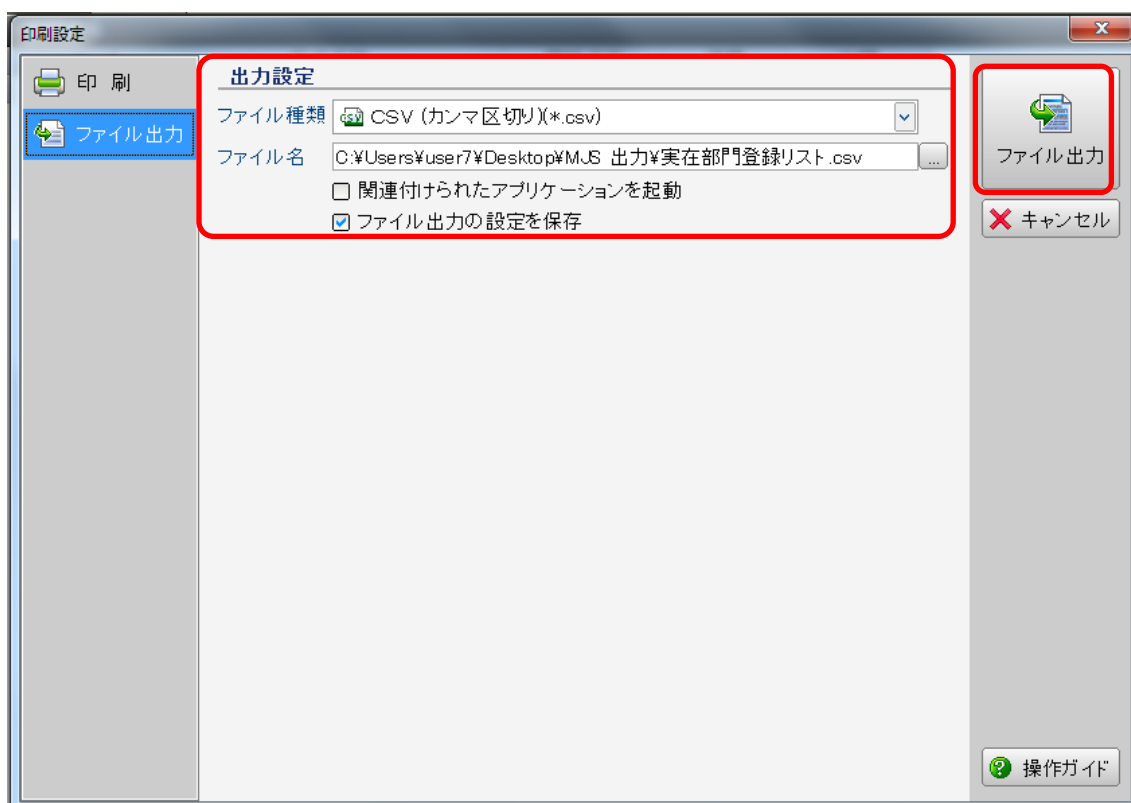 印刷設定
印 刷
ファイル出力
出力設定
ファイル種類 CSV (カンマ区切り)(*.csv)
ファイル名 C:¥Users¥user7¥Desktop¥MJS 出力¥実在部門登録リスト.csv ...
関連付けられたアプリケーションを起動
ファイル出力の設定を保存
ファイル出力
キャンセル
操作ガイド